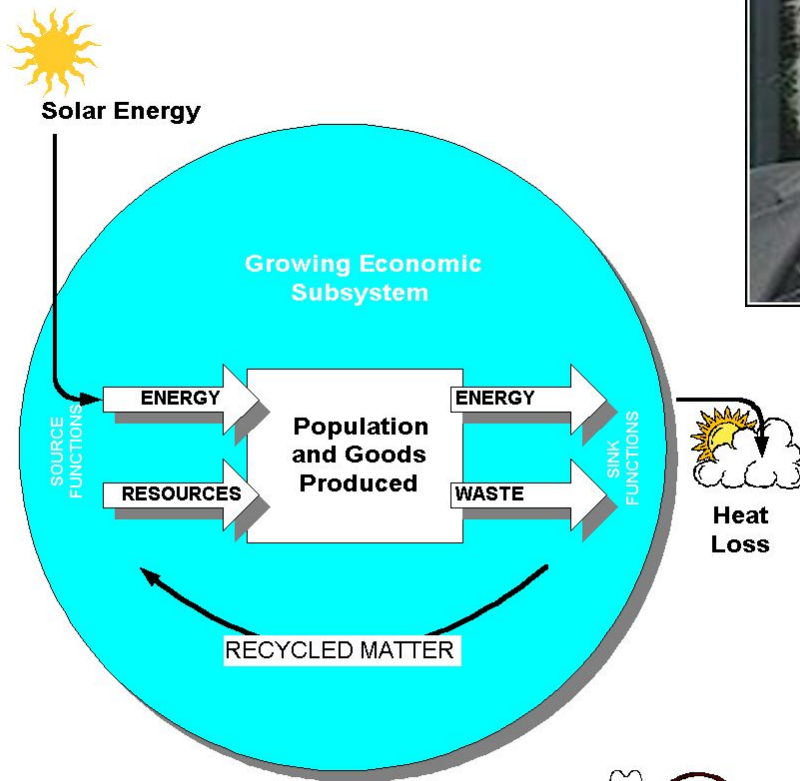 Solar Energy
Growing Economic
Subsystem
SOURCE
FUNCTIONS
ENERGY
RESOURCES
Population
and Goods
Produced
ENERGY
WASTE
SINK
FUNCTIONS
Heat
Loss
RECYCLED MATTER